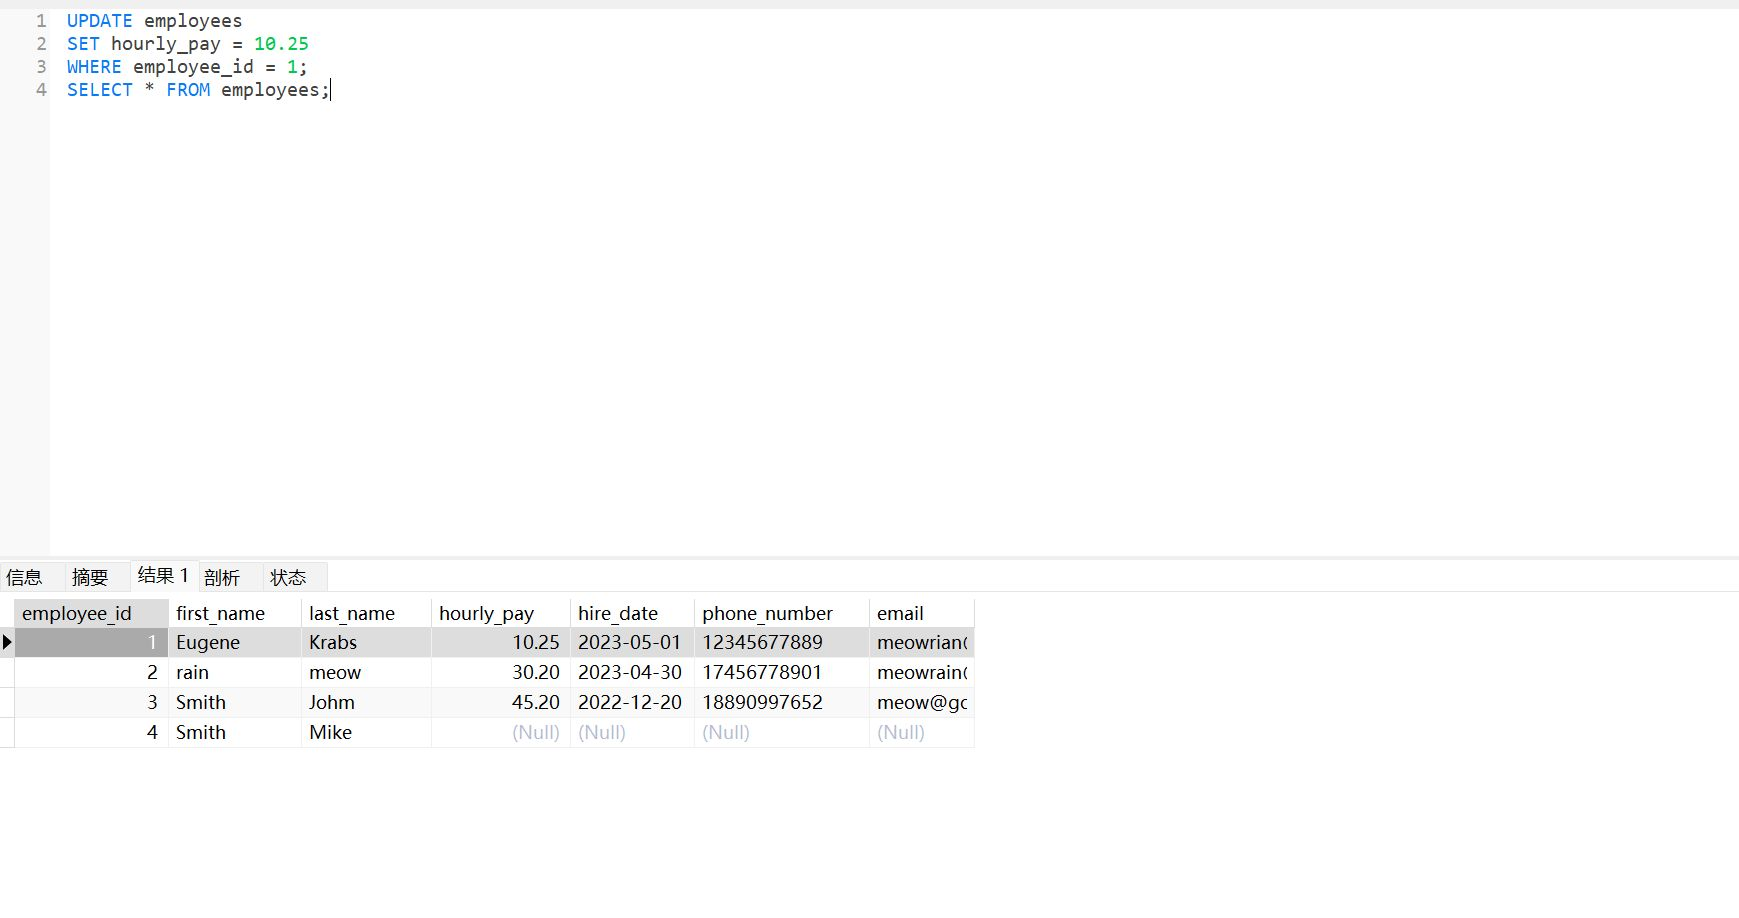 1 UPDATE employees
2 SET hourly_pay = 10.25
3 WHERE employee_id = 1;
4 SELECT * FROM employees;
信息 摘要 结果 1 剖析 状态
employee_id first_name last_name hourly_pay hire_date phone_number email
1 Eugene Krabs 10.25 2023-05-01 12345677889 meowrian
2 rain meow 30.20 2023-04-30 17456778901 meowrain
3 Smith Johm 45.20 2022-12-20 18890997652 meow@
4 Smith Mike (Null) (Null) (Null) (Null)